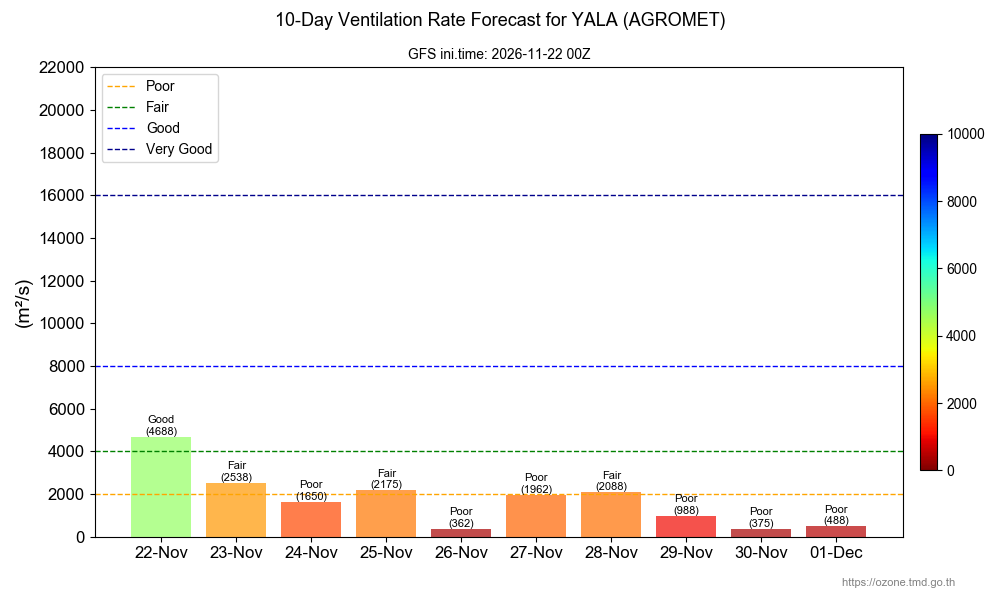 10-Day Ventilation Rate Forecast for YALA (AGROMET)
GFS ini.time: 2026-11-22 00Z
(m²/s)
22000
20000
18000
16000
14000
12000
10000
8000
6000
4000
2000
0
Poor
Fair
Good
Very Good
Good
(4688)
Fair
(2538)
Poor
(1650)
Fair
(2175)
Poor
(362)
Poor
(1962)
Fair
(2088)
Poor
(988)
Poor
(375)
Poor
(488)
22-Nov 23-Nov 24-Nov 25-Nov 26-Nov 27-Nov 28-Nov 29-Nov 30-Nov 01-Dec
10000
8000
6000
4000
2000
0
https://ozone.tmd.go.th